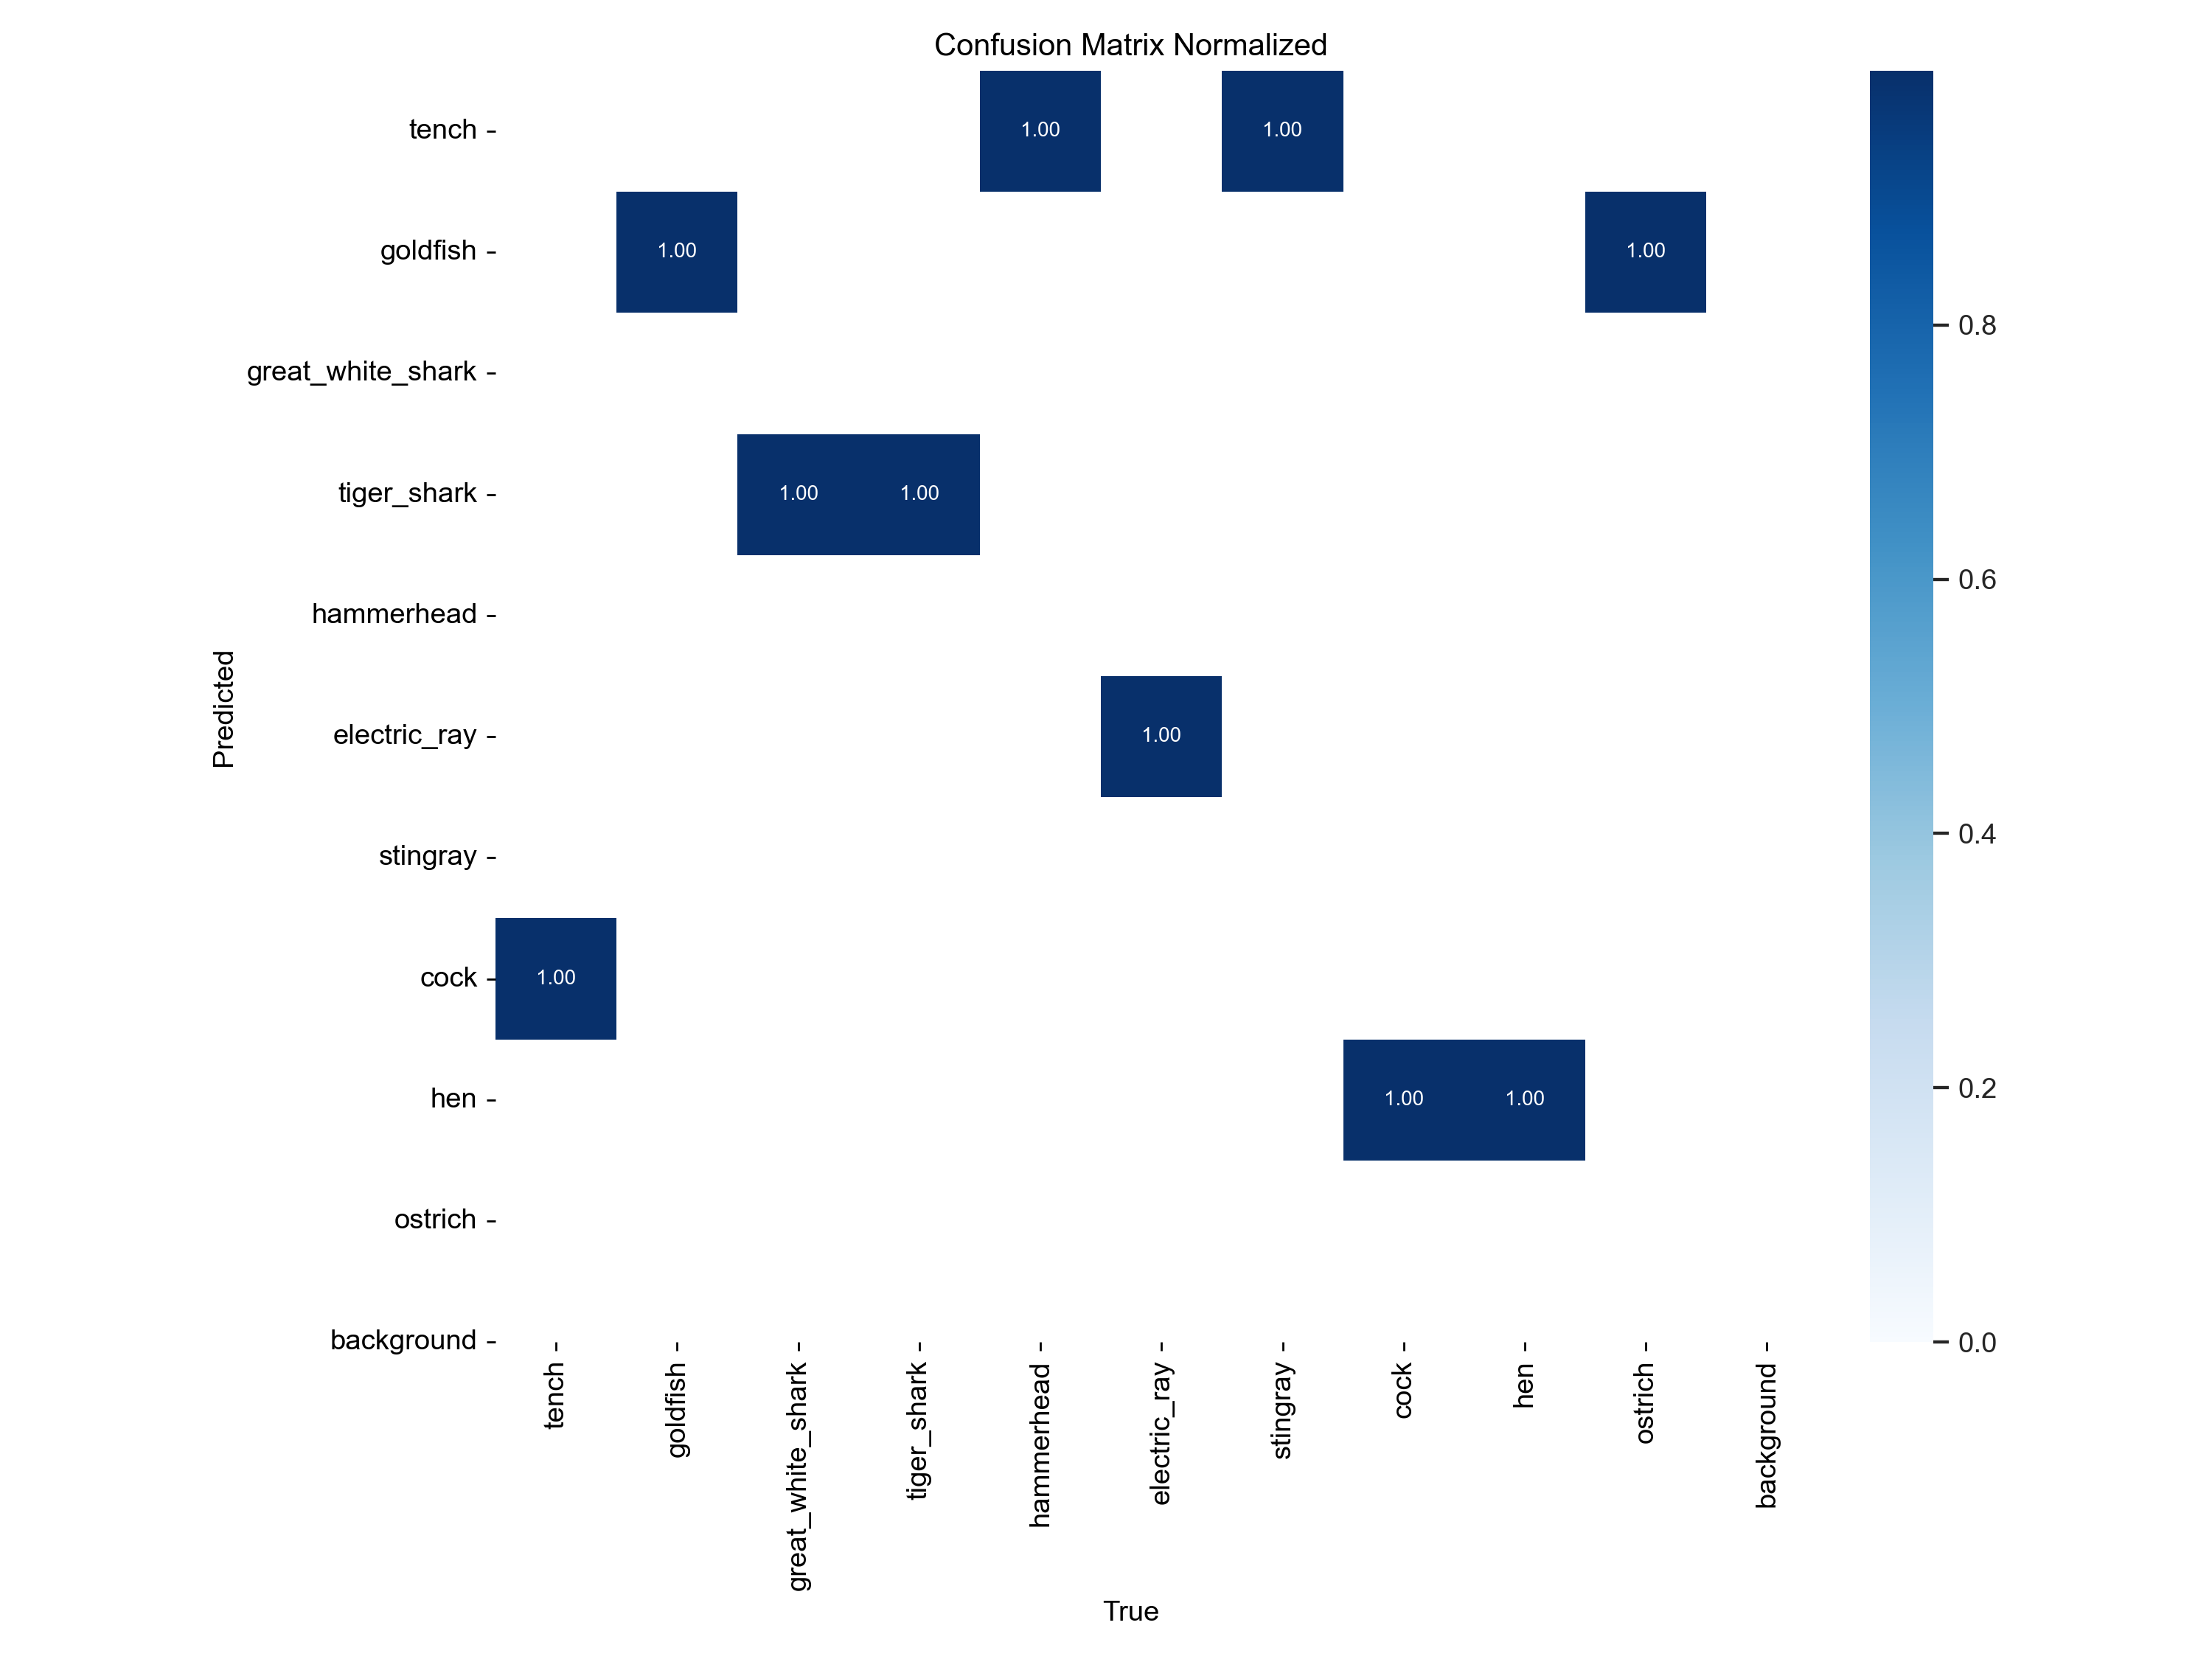 Confusion Matrix Normalized
tench
1.00
1.00
goldfish
1.00
1.00
0.8
great_white_shark
tiger_shark
1.00
1.00
0.6
hammerhead
Predicted
electric_ray
1.00
0.4
stingray
cock
1.00
hen
1.00
1.00
0.2
ostrich
background
0.0
tench
goldfish
great_white_shark
tiger_shark
hammerhead
electric_ray
stingray
cock
hen
ostrich
background
True